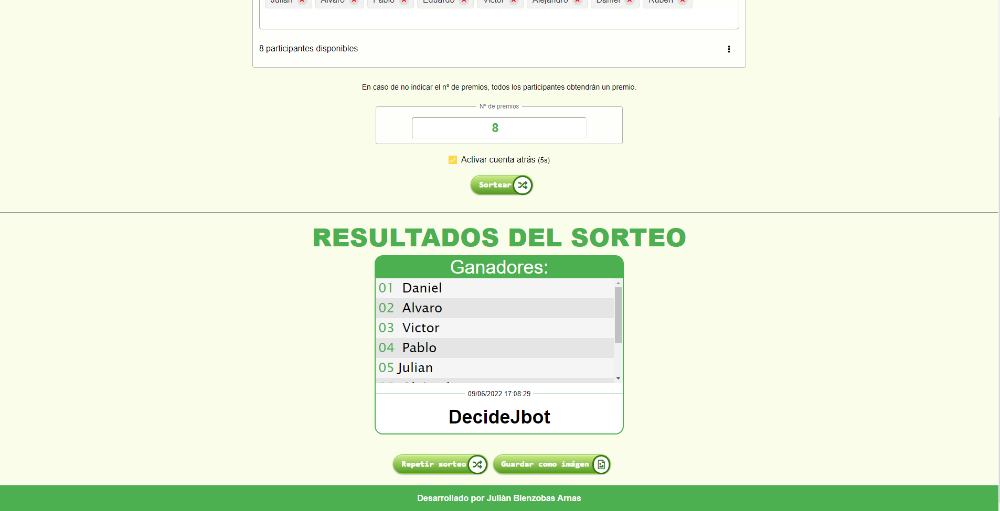 Julian Alvaro Pablo Eduardo Victor Alejandro Daniel Ruben
8 participantes disponibles
En caso de no indicar el nº de premios, todos los participantes obtendrán un premio.
Nº de premios
8
Activar cuenta atrás (5s)
Sortear
RESULTADOS DEL SORTEO
Ganadores:
01 Daniel
02 Alvaro
03 Victor
04 Pablo
05 Julian
09/06/2022 17:08:29
DecideJbot
Repetir sorteo Guardar como imágen
Desarrollado por Julián Bienzobas Arnas